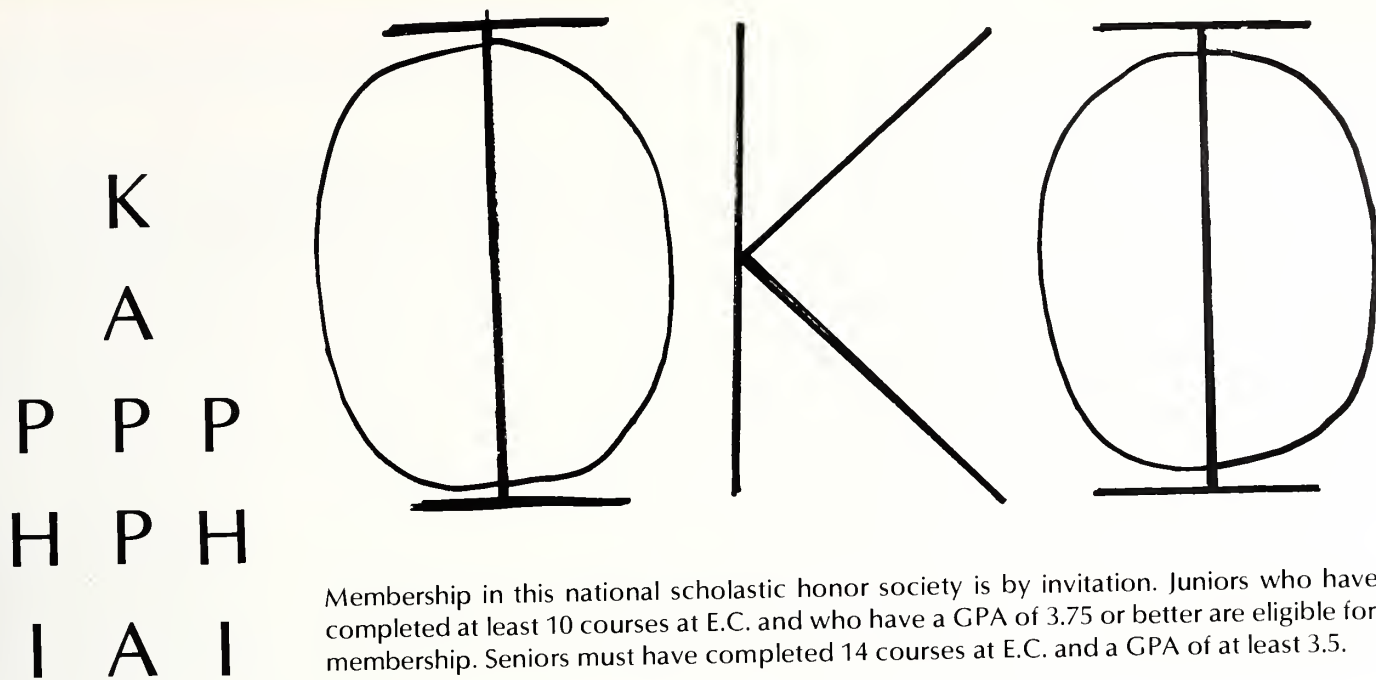 Φ K Φ
K
A
P P P
H P H
I A I
Membership in this national scholastic honor society is by invitation. Juniors who have
completed at least 10 courses at E.C. and who have a GPA of 3.75 or better are eligible for
membership. Seniors must have completed 14 courses at E.C. and a GPA of at least 3.5.